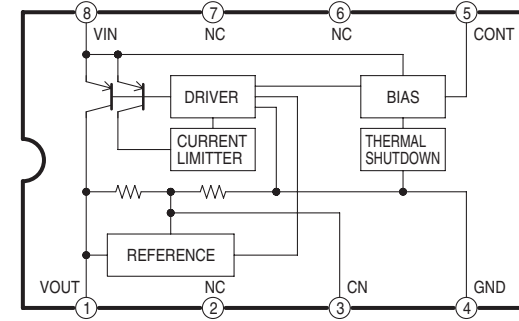 8
7
6
5
VIN
NC
NC
CONT
DRIVER
BIAS
CURRENT
LIMITTER
THERMAL
SHUTDOWN
REFERENCE
VOUT
NC
CN
GND
1
2
3
4